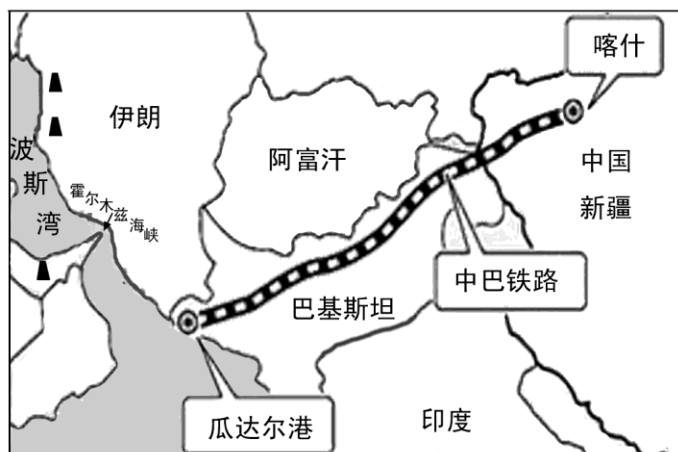 喀什
伊朗
阿富汗
中国
新疆
波斯湾
霍尔木兹海峡
中巴铁路
巴基斯坦
瓜达尔港
印度